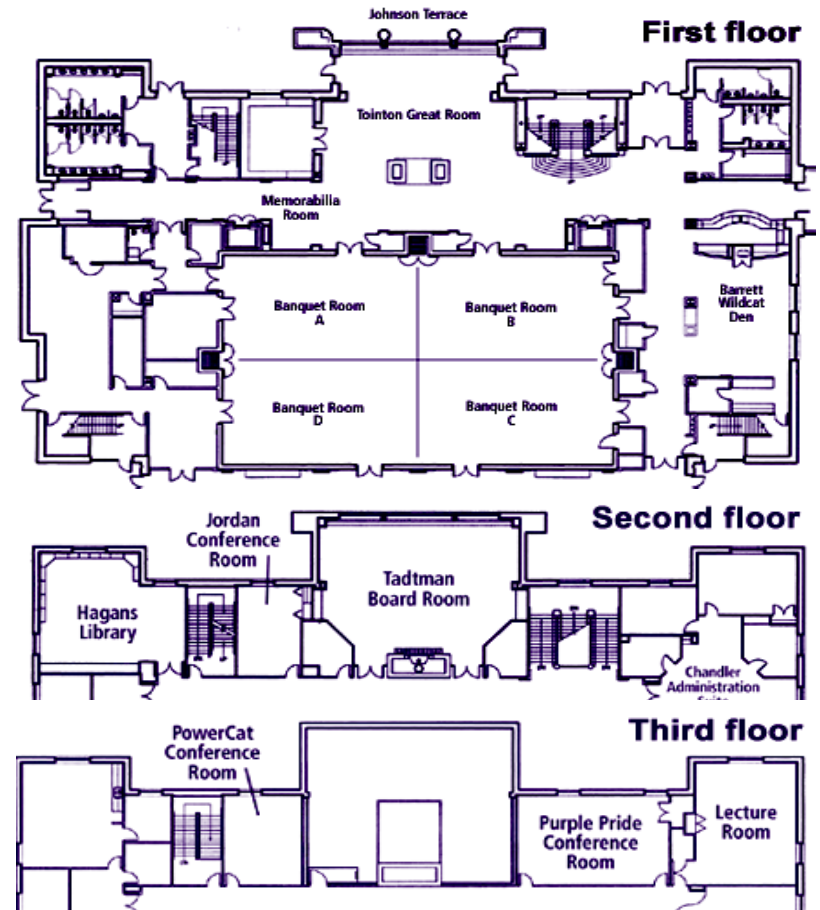 Johnson Terrace
First floor
Tointon Great Room
Memorabilia
Room
Banquet Room
A
Banquet Room
B
Barrett
Wildcat
Den
Banquet Room
D
Banquet Room
C
Second floor
Jordan
Conference
Room
Tadtman
Board Room
Hagans
Library
Chandler
Administration
Third floor
PowerCat
Conference
Room
Purple Pride
Conference
Room
Lecture
Room